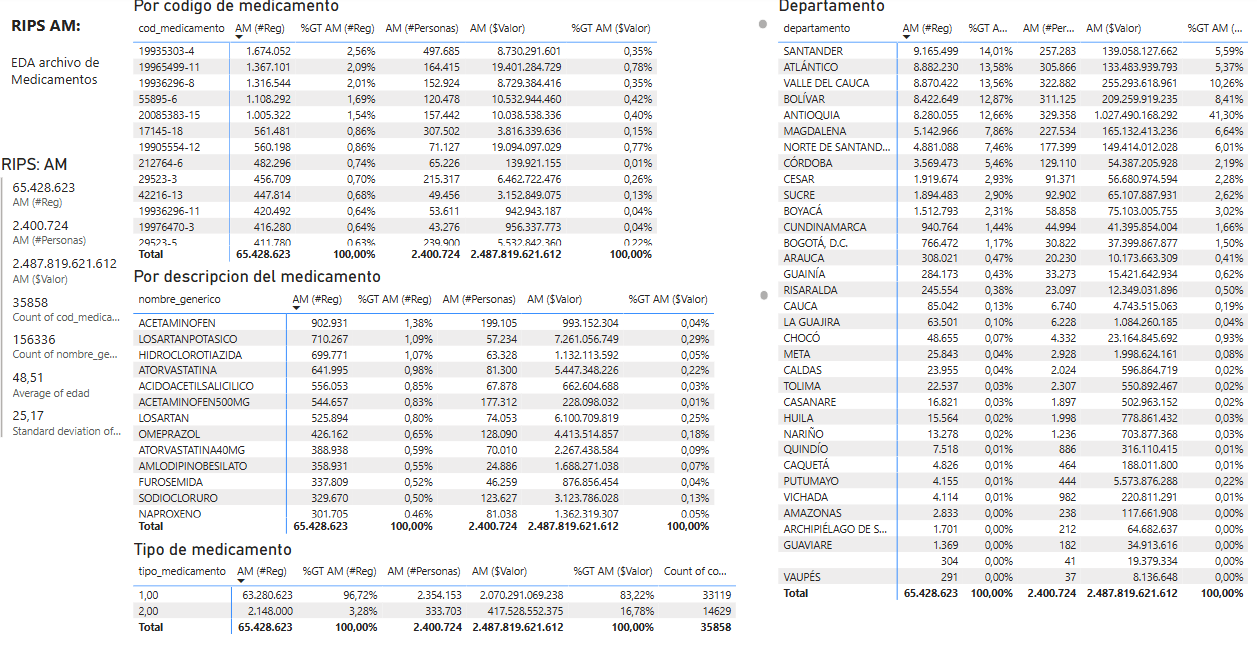 RIPS AM:
EDA archivo de
Medicamentos
RIPS: AM
65.428.623
AM (#Reg)
2.400.724
AM (#Personas)
2.487.819.621.612
AM ($Valor)
35858
Count of cod_medica...
156336
Count of nombre_ge...
48,51
Average of edad
25,17
Standard deviation of...
Por codigo de medicamento
cod_medicamento AM (#Reg) %GT AM (#Reg) AM (#Personas) AM ($Valor) %GT AM ($Valor)
19935303-4 1.674.052 2,56% 497.685 8.730.291.601 0,35%
19965499-11 1.367.101 2,09% 164.415 19.401.284.729 0,78%
19936296-8 1.316.544 2,01% 152.924 8.729.384.416 0,35%
55895-6 1.108.292 1,69% 120.478 10.532.944.460 0,42%
20085383-15 1.005.322 1,54% 157.442 10.038.538.336 0,40%
17145-18 561.481 0,86% 307.502 3.816.339.636 0,15%
19905554-12 560.198 0,86% 71.127 19.094.097.029 0,77%
212764-6 482.296 0,74% 65.226 139.921.155 0,01%
29523-3 456.709 0,70% 215.317 6.462.722.476 0,26%
42216-13 447.814 0,68% 49.456 3.152.849.075 0,13%
19936296-11 420.492 0,64% 53.611 942.943.187 0,04%
19976470-3 416.280 0,64% 43.276 956.337.773 0,04%
29523-5 411.780 0,63% 239.900 5.532.842.360 0,22%
Total 65.428.623 100,00% 2.400.724 2.487.819.621.612 100,00%
Por descripcion del medicamento
nombre_generico AM (#Reg) %GT AM (#Reg) AM (#Personas) AM ($Valor) %GT AM ($Valor)
ACETAMINOFEN 902.931 1,38% 199.105 993.152.304 0,04%
LOSARTANPOTASICO 710.267 1,09% 57.234 7.261.056.749 0,29%
HIDROCLOROTIAZIDA 699.771 1,07% 63.328 1.132.113.592 0,05%
ATORVASTATINA 641.995 0,98% 81.300 5.447.348.226 0,22%
ACIDOACETILSALICILICO 556.053 0,85% 67.878 662.604.688 0,03%
ACETAMINOFEN500MG 544.657 0,83% 177.312 228.098.032 0,01%
LOSARTAN 525.894 0,80% 74.053 6.100.709.819 0,25%
OMEPRAZOL 426.162 0,65% 128.090 4.413.514.857 0,18%
ATORVASTATINA40MG 388.938 0,59% 70.010 2.267.438.584 0,09%
AMLODIPINOBESILATO 358.931 0,55% 24.886 1.688.271.038 0,07%
FUROSEMIDA 337.809 0,52% 46.259 876.856.454 0,04%
SODIOCLORURO 329.670 0,50% 123.627 3.123.786.028 0,13%
NAPROXENO 301.705 0,46% 81.038 1.362.319.307 0,05%
Total 65.428.623 100,00% 2.400.724 2.487.819.621.612 100,00%
Tipo de medicamento
tipo_medicamento AM (#Reg) %GT AM (#Reg) AM (#Personas) AM ($Valor) %GT AM ($Valor) Count of co...
1,00 63.280.623 96,72% 2.354.153 2.070.291.069.238 83,22% 33119
2,00 2.148.000 3,28% 333.703 417.528.552.375 16,78% 14629
Total 65.428.623 100,00% 2.400.724 2.487.819.621.612 100,00% 35858
Departamento
departamento AM (#Reg) %GT A... AM (#Per... AM ($Valor) %GT AM (...
SANTANDER 9.165.499 14,01% 257.283 139.058.127.662 5,59%
ATLÁNTICO 8.882.230 13,58% 305.866 133.483.939.793 5,37%
VALLE DEL CAUCA 8.870.422 13,56% 322.882 255.293.618.961 10,26%
BOLÍVAR 8.422.649 12,87% 311.125 209.259.919.235 8,41%
ANTIOQUIA 8.280.055 12,66% 329.358 1.027.490.168.292 41,30%
MAGDALENA 5.142.966 7,86% 227.534 165.132.413.236 6,64%
NORTE DE SANTAND... 4.881.088 7,46% 177.399 149.414.012.028 6,01%
CÓRDOBA 3.569.473 5,46% 129.110 54.387.205.928 2,19%
CESAR 1.919.674 2,93% 91.371 56.680.974.594 2,28%
SUCRE 1.894.483 2,90% 92.902 65.107.887.931 2,62%
BOYACÁ 1.512.793 2,31% 58.858 75.103.005.755 3,02%
CUNDINAMARCA 940.764 1,44% 44.994 41.395.854.004 1,66%
BOGOTÁ, D.C. 766.472 1,17% 30.822 37.399.867.877 1,50%
ARAUCA 308.021 0,47% 20.230 10.173.663.309 0,41%
GUAINÍA 284.173 0,43% 33.273 15.421.642.934 0,62%
RISARALDA 245.554 0,38% 23.097 12.349.031.896 0,50%
CAUCA 85.042 0,13% 6.740 4.743.515.063 0,19%
LA GUAJIRA 63.501 0,10% 6.228 1.084.260.185 0,04%
CHOCÓ 48.655 0,07% 4.332 23.164.845.692 0,93%
META 25.843 0,04% 2.928 1.998.624.161 0,08%
CALDAS 23.955 0,04% 2.024 596.864.719 0,02%
TOLIMA 22.537 0,03% 2.307 550.892.467 0,02%
CASANARE 16.821 0,03% 1.897 502.963.152 0,02%
HUILA 15.564 0,02% 1.998 778.861.432 0,03%
NARIÑO 13.278 0,02% 1.236 703.877.368 0,03%
QUINDÍO 7.518 0,01% 886 316.110.415 0,01%
CAQUETÁ 4.826 0,01% 464 188.011.800 0,01%
PUTUMAYO 4.155 0,01% 444 5.573.876.288 0,22%
VICHADA 4.114 0,01% 982 220.811.291 0,01%
AMAZONAS 2.833 0,00% 238 117.661.908 0,00%
ARCHIPIÉLAGO DE S... 1.701 0,00% 212 64.682.637 0,00%
GUAVIARE 1.369 0,00% 182 34.913.616 0,00%
304 0,00% 41 19.379.334 0,00%
VAUPÉS 291 0,00% 37 8.136.648 0,00%
Total 65.428.623 100,00% 2.400.724 2.487.819.621.612 100,00%